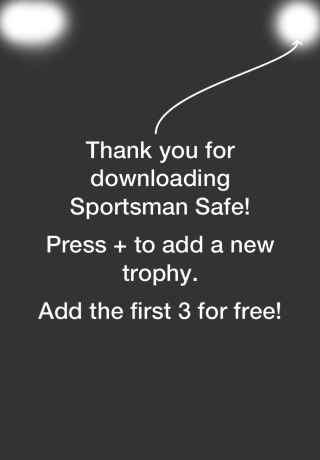 Thank you for
downloading
Sportsman Safe!
Press + to add a new
trophy.
Add the first 3 for free!